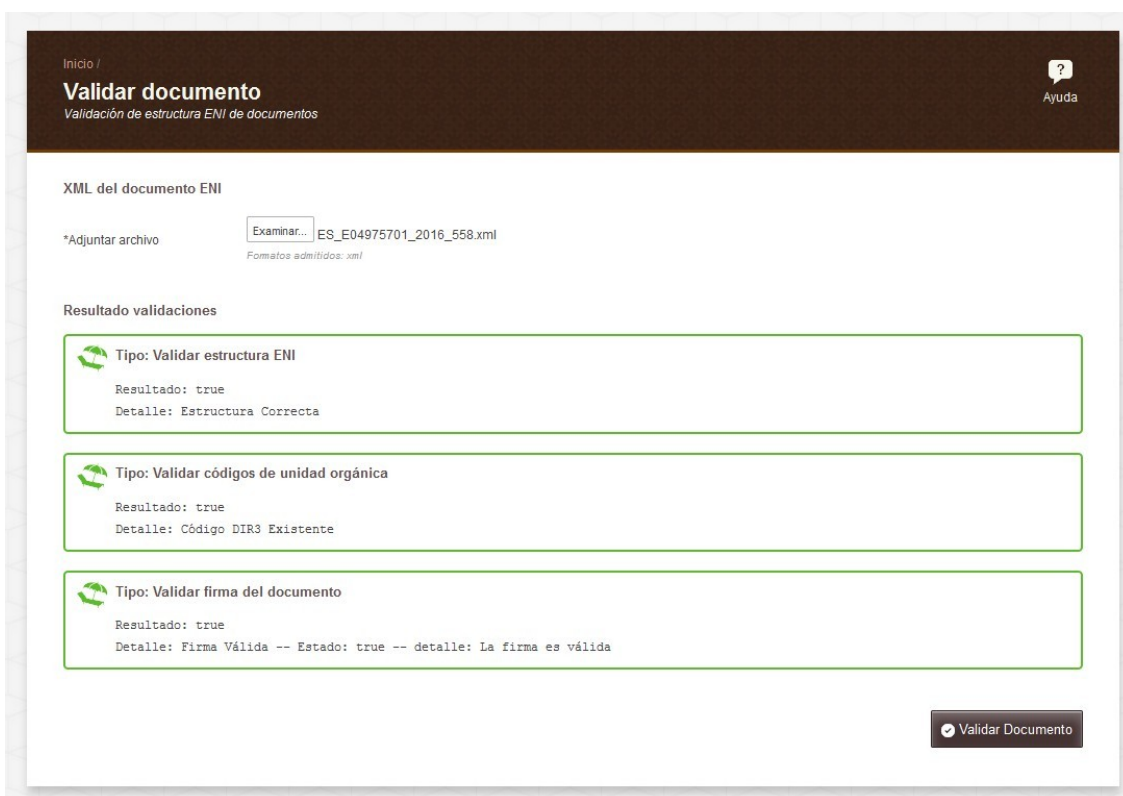 Inicio /
Validar documento
Validación de estructura ENI de documentos
?
Ayuda
XML del documento ENI
*Adjuntar archivo
Examinar... ES_E04975701_2016_558.xml
Formatos admitidos: xml
Resultado validaciones
Tipo: Validar estructura ENI
Resultado: true
Detalle: Estructura Correcta
Tipo: Validar códigos de unidad orgánica
Resultado: true
Detalle: Código DIR3 Existente
Tipo: Validar firma del documento
Resultado: true
Detalle: Firma Válida -- Estado: true -- detalle: La firma es válida
Validar Documento